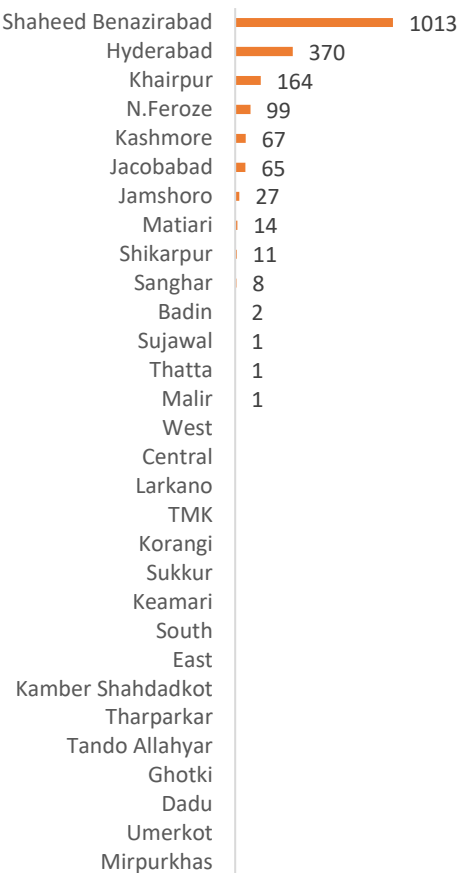 Shaheed Benazirabad 1013
Hyderabad 370
Khairpur 164
N.Feroze 99
Kashmore 67
Jacobabad 65
Jamshoro 27
Matiari 14
Shikarpur 11
Sanghar 8
Badin 2
Sujawal 1
Thatta 1
Malir 1
West
Central
Larkano
TMK
Korangi
Sukkur
Keamari
South
East
Kamber Shahdadkot
Tharparkar
Tando Allahyar
Ghotki
Dadu
Umerkot
Mirpurkhas